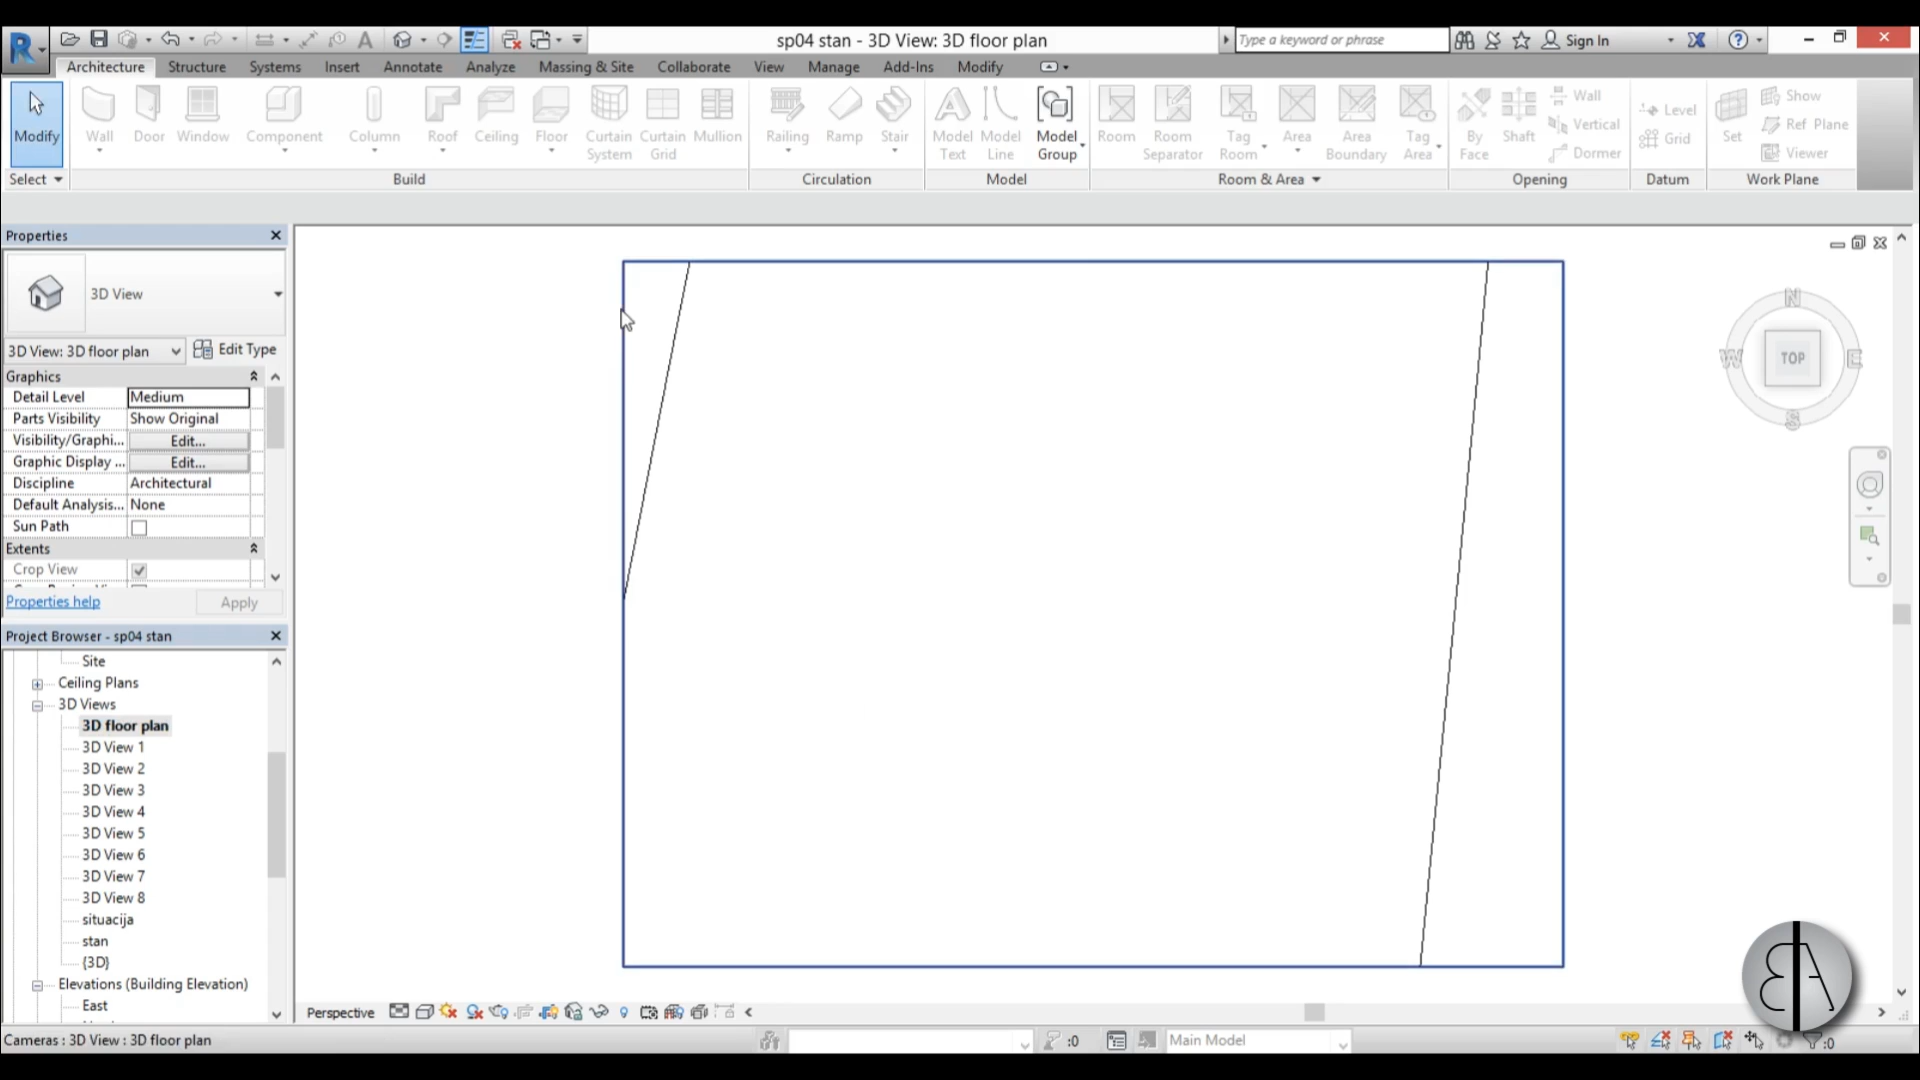 sp04 stan - 3D View: 3D floor plan
Type a keyword or phrase
Sign In
Architecture Structure Systems Insert Annotate Analyze Massing & Site Collaborate View Manage Add-Ins Modify
Modify
Wall
Door
Window
Component
Column
Roof
Ceiling
Floor
Curtain System
Curtain Grid
Mullion
Railing
Ramp
Stair
Model Text
Model Line
Model Group
Room
Room Separator
Tag Room
Area
Area Boundary
Tag Area
By Face
Shaft
Wall
Vertical
Dormer
Level
Grid
Set
Show
Ref Plane
Viewer
Select
Build
Circulation
Model
Room & Area
Opening
Datum
Work Plane
Properties
3D View
3D View: 3D floor plan
Edit Type
Graphics
Detail Level Medium
Parts Visibility Show Original
Visibility/Graphi... Edit...
Graphic Display ... Edit...
Discipline Architectural
Default Analysis... None
Sun Path
Extents
Crop View
Properties help
Apply
Project Browser - sp04 stan
Site
Ceiling Plans
3D Views
3D floor plan
3D View 1
3D View 2
3D View 3
3D View 4
3D View 5
3D View 6
3D View 7
3D View 8
situacija
stan
{3D}
Elevations (Building Elevation)
East
N
W
TOP
E
S
Perspective
Cameras : 3D View : 3D floor plan
:0
Main Model
:0